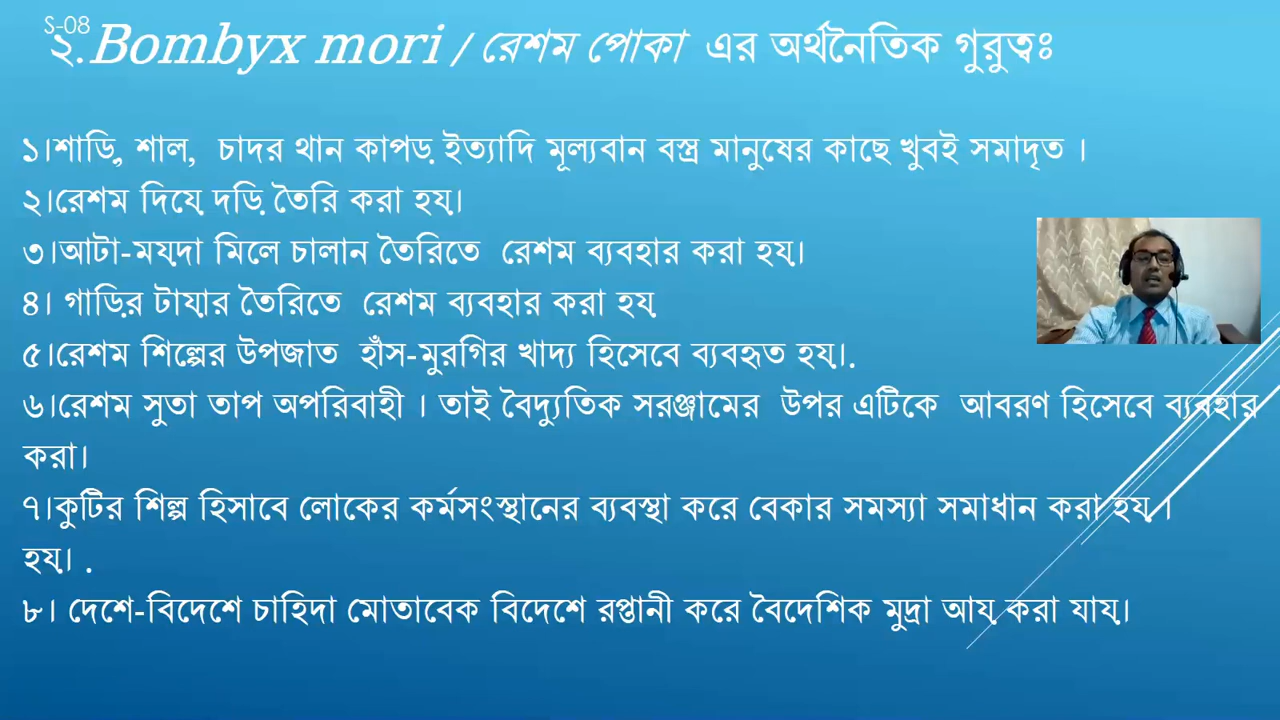 S-08
২.Bombyx mori / রেশম পোকা এর অর্থনৈতিক গুরুত্বঃ
১।শাড়ি, শাল, চাদর থান কাপড় ইত্যাদি মূল্যবান বস্ত্র মানুষের কাছে খুবই সমাদৃত ।
২।রেশম দিয়ে দড়ি তৈরি করা হয়।
৩।আটা-ময়দা মিলে চালান তৈরিতে রেশম ব্যবহার করা হয়।
৪। গাড়ির টায়ার তৈরিতে রেশম ব্যবহার করা হয়
৫।রেশম শিল্পের উপজাত হাঁস-মুরগির খাদ্য হিসেবে ব্যবহৃত হয়।.
৬।রেশম সুতা তাপ অপরিবাহী । তাই বৈদ্যুতিক সরঞ্জামের উপর এটিকে আবরণ হিসেবে ব্যবহার
করা।
৭।কুটির শিল্প হিসাবে লোকের কর্মসংস্থানের ব্যবস্থা করে বেকার সমস্যা সমাধান করা হয় ।
হয়। .
৮। দেশে-বিদেশে চাহিদা মোতাবেক বিদেশে রপ্তানী করে বৈদেশিক মুদ্রা আয় করা যায়।